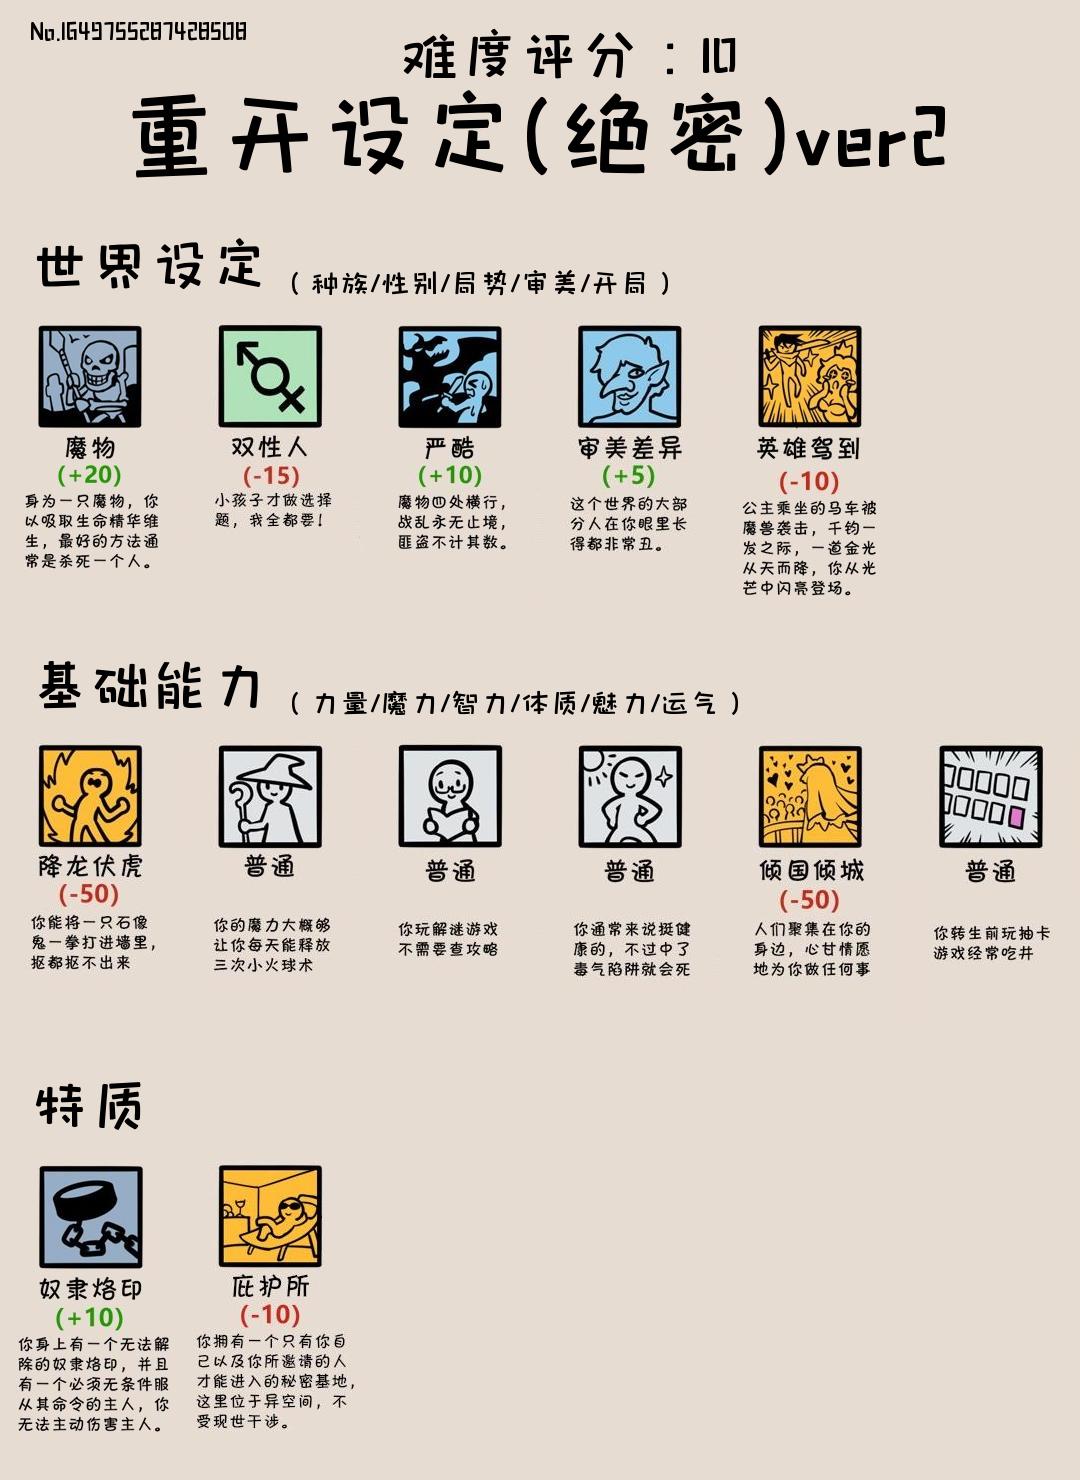 No.1649755287428508
难度评分：10
重开设定(绝密)ver2
世界设定
（种族/性别/局势/审美/开局）
魔物
(+20)
身为一只魔物，你
以吸取生命精华维
生，最好的方法通
常是杀死一个人。
双性人
(-15)
小孩子才做选择
题，我全都要！
严酷
(+10)
魔物四处横行，
战乱永无止境，
匪盗不计其数。
审美差异
(+5)
这个世界的大部
分人在你眼里长
得都非常丑。
英雄驾到
(-10)
公主乘坐的马车被
魔兽袭击，千钧一
发之际，一道金光
从天而降，你从光
芒中闪亮登场。
基础能力
（力量/魔力/智力/体质/魅力/运气）
降龙伏虎
(-50)
你能将一只石像
鬼一拳打进墙里，
抠都抠不出来
普通
你的魔力大概够
让你每天能释放
三次小火球术
普通
你玩解谜游戏
不需要查攻略
普通
你通常来说挺健
康的，不过中了
毒气陷阱就会死
倾国倾城
(-50)
人们聚集在你的
身边，心甘情愿
地为你做任何事
普通
你转生前玩抽卡
游戏经常吃井
特质
奴隶烙印
(+10)
你身上有一个无法解
除的奴隶烙印，并且
有一个必须无条件服
从其命令的主人，你
无法主动伤害主人。
庇护所
(-10)
你拥有一个只有你自
己以及你所邀请的人
才能进入的秘密基地，
这里位于异空间，不
受现世干涉。